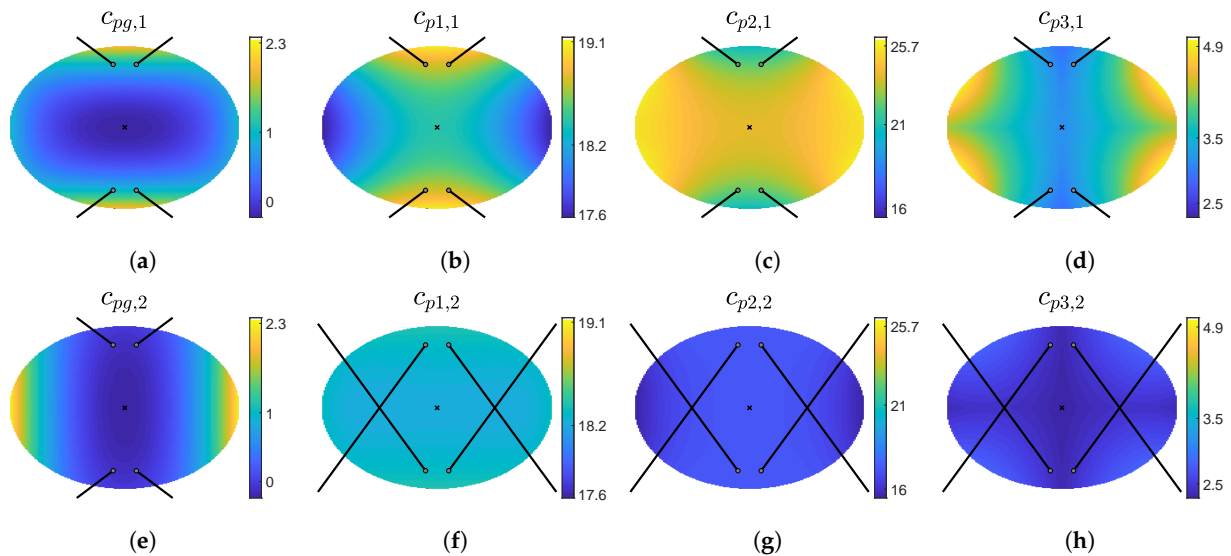 c_{pg,1} c_{p1,1} c_{p2,1} c_{p3,1}
2.3 19.1 25.7 4.9
1 18.2 21 3.5
0 17.6 16 2.5
(a) (b) (c) (d)
c_{pg,2} c_{p1,2} c_{p2,2} c_{p3,2}
2.3 19.1 25.7 4.9
1 18.2 21 3.5
0 17.6 16 2.5
(e) (f) (g) (h)